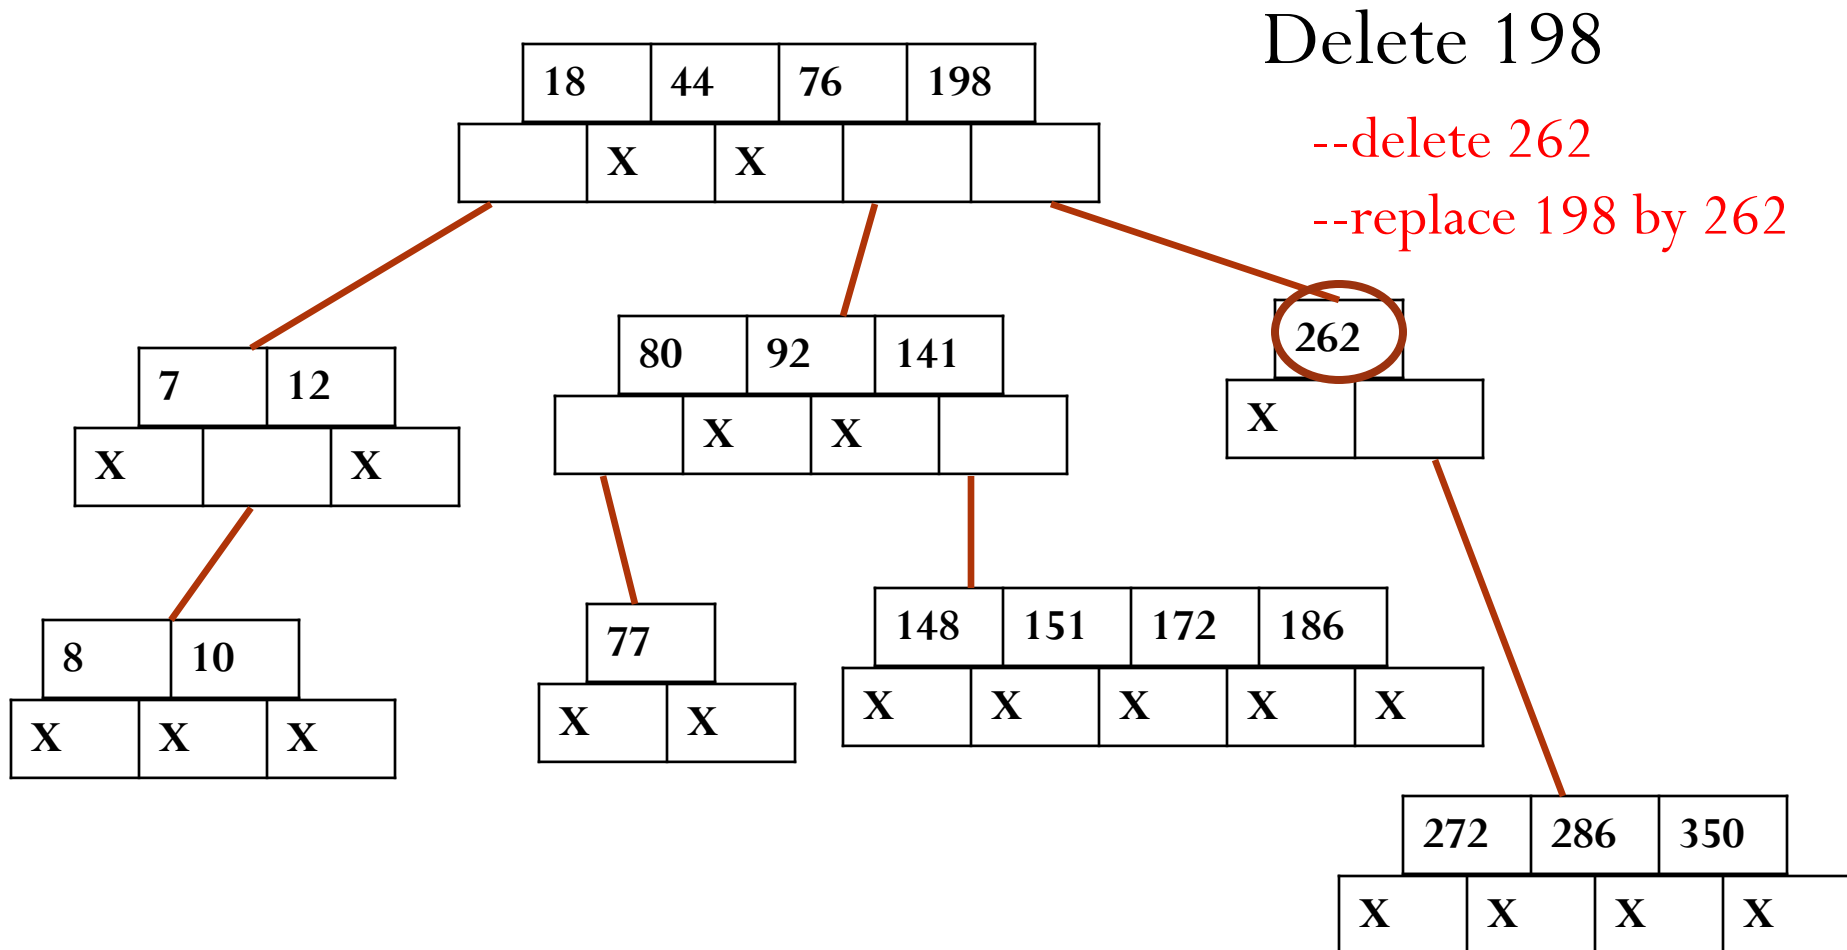 Delete 198
18 44 76 198
--delete 262
X X
--replace 198 by 262
262
80 92 141
7 12
X
X X
X X
77
148 151 172 186
8 10
X X X X X
X X
X X X
272 286 350
X X X X